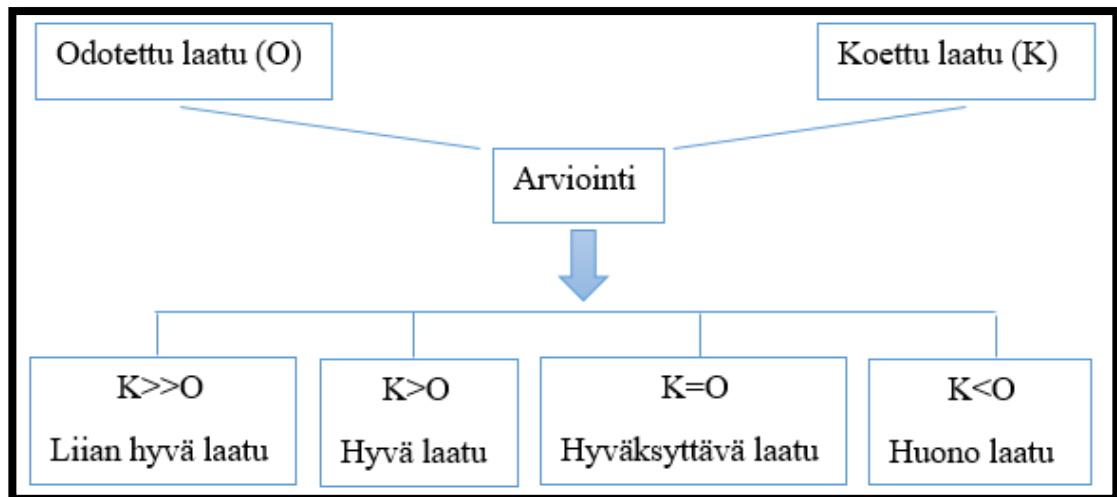 Odotettu laatu (O)
Koettu laatu (K)
Arviointi
K>>O
Liian hyvä laatu
K>O
Hyvä laatu
K=O
Hyväksyttävä laatu
K<O
Huono laatu